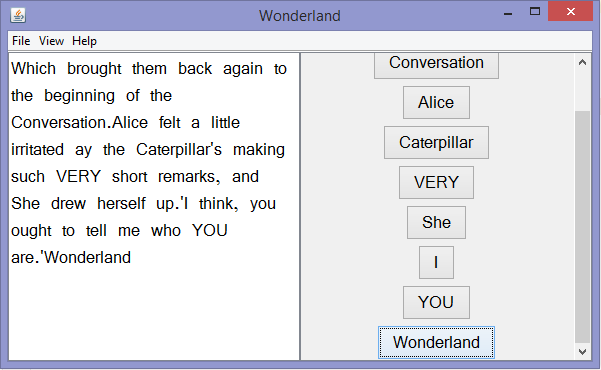 Wonderland
File View Help
Which brought them back again to
the beginning of the
Conversation.Alice felt a little
irritated ay the Caterpillar's making
such VERY short remarks, and
She drew herself up.'I think, you
ought to tell me who YOU
are.'Wonderland
Conversation
Alice
Caterpillar
VERY
She
I
YOU
Wonderland